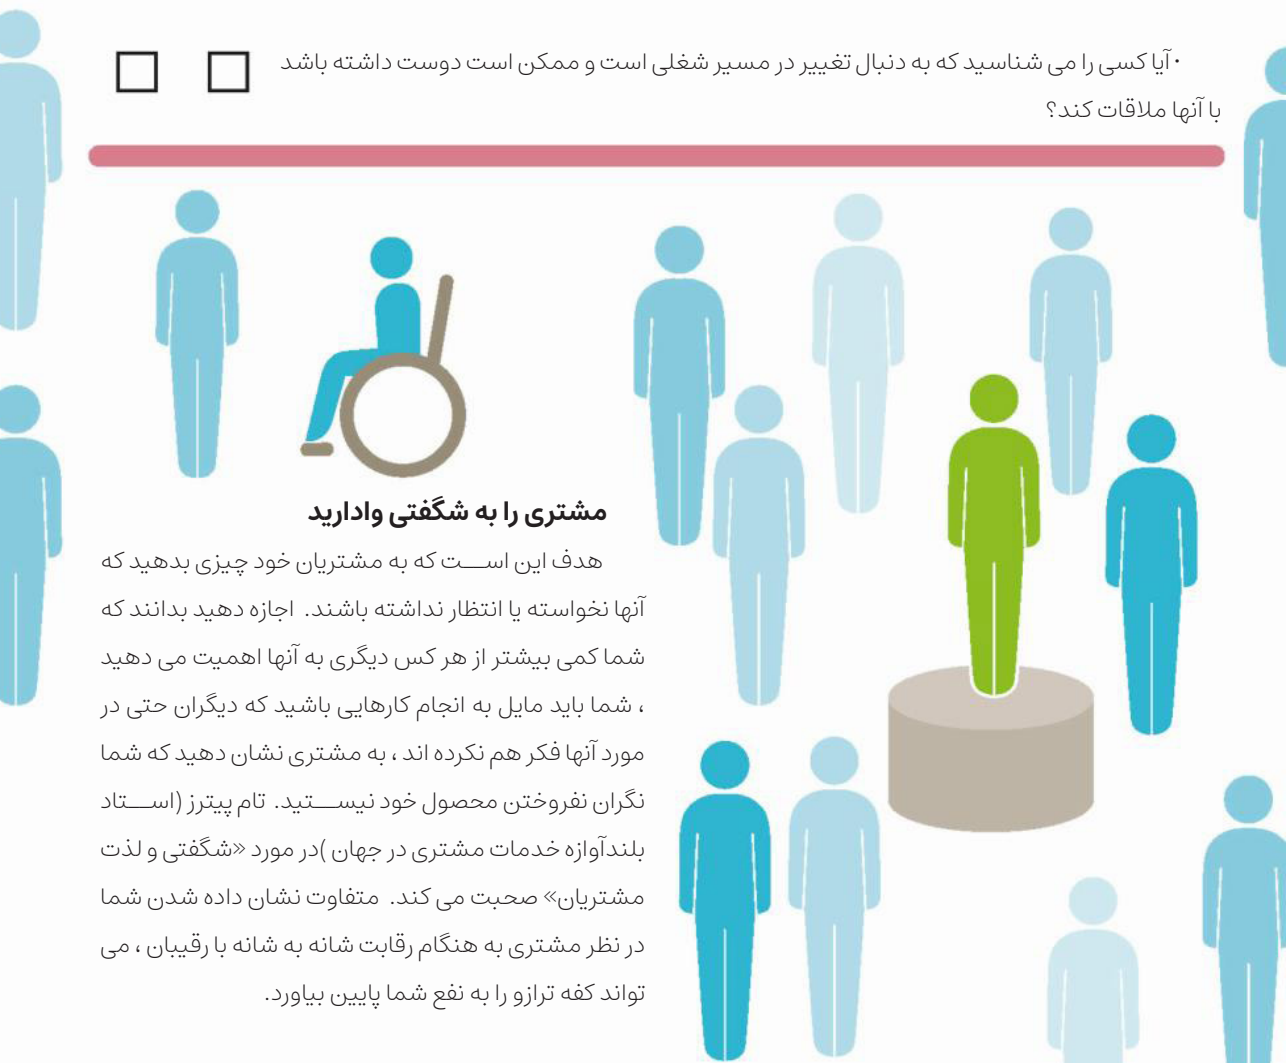 • آیا کسی را می شناسید که به دنبال تغییر در مسیر شغلی است و ممکن است دوست داشته باشد
با آنها ملاقات کند؟
مشتری را به شگفتی وادارید
هدف این اســت که به مشتریان خود چیزی بدهید که
آنها نخواسته یا انتظار نداشته باشند. اجازه دهید بدانند که
شما کمی بیشتر از هر کس دیگری به آنها اهمیت می دهید
، شما باید مایل به انجام کارهایی باشید که دیگران حتی در
مورد آنها فکر هم نکرده اند ، به مشتری نشان دهید که شما
نگران نفروختن محصول خود نیســتید. تام پیترز (اســتاد
بلندآوازه خدمات مشتری در جهان )در مورد «شگفتی و لذت
مشتریان» صحبت می کند. متفاوت نشان داده شدن شما
در نظر مشتری به هنگام رقابت شانه به شانه با رقیبان ، می
تواند کفه ترازو را به نفع شما پایین بیاورد.